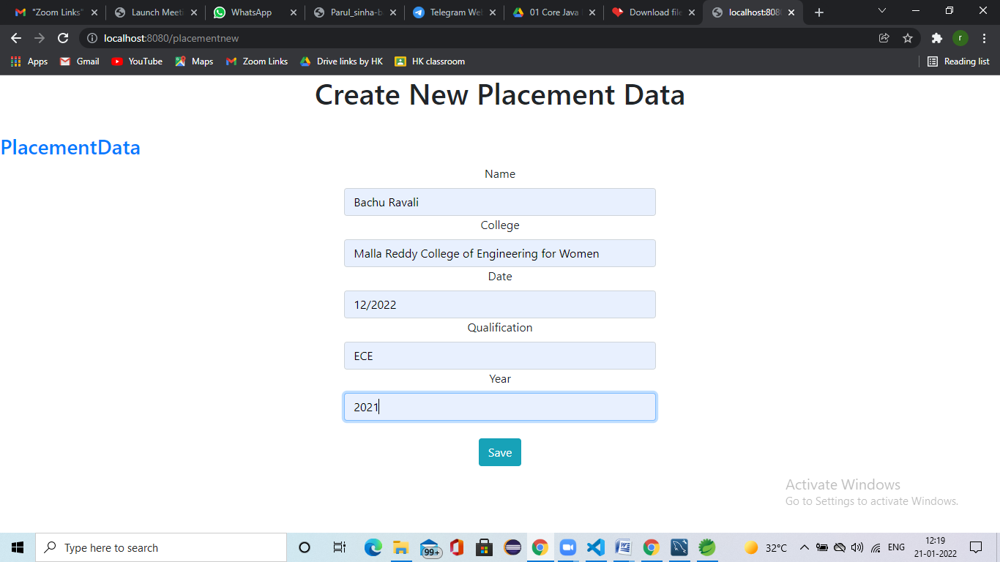 "Zoom Links"
Launch Meeti
WhatsApp
Parul_sinha-b
Telegram Wel
01 Core Java
Download file
localhost:808
localhost:8080/placementnew
r
Apps
Gmail
YouTube
Maps
Zoom Links
Drive links by HK
HK classroom
Reading list
Create New Placement Data
PlacementData
Name
Bachu Ravali
College
Malla Reddy College of Engineering for Women
Date
12/2022
Qualification
ECE
Year
2021
Save
Activate Windows
Go to Settings to activate Windows.
Type here to search
99+
32°C
ENG
12:19
21-01-2022